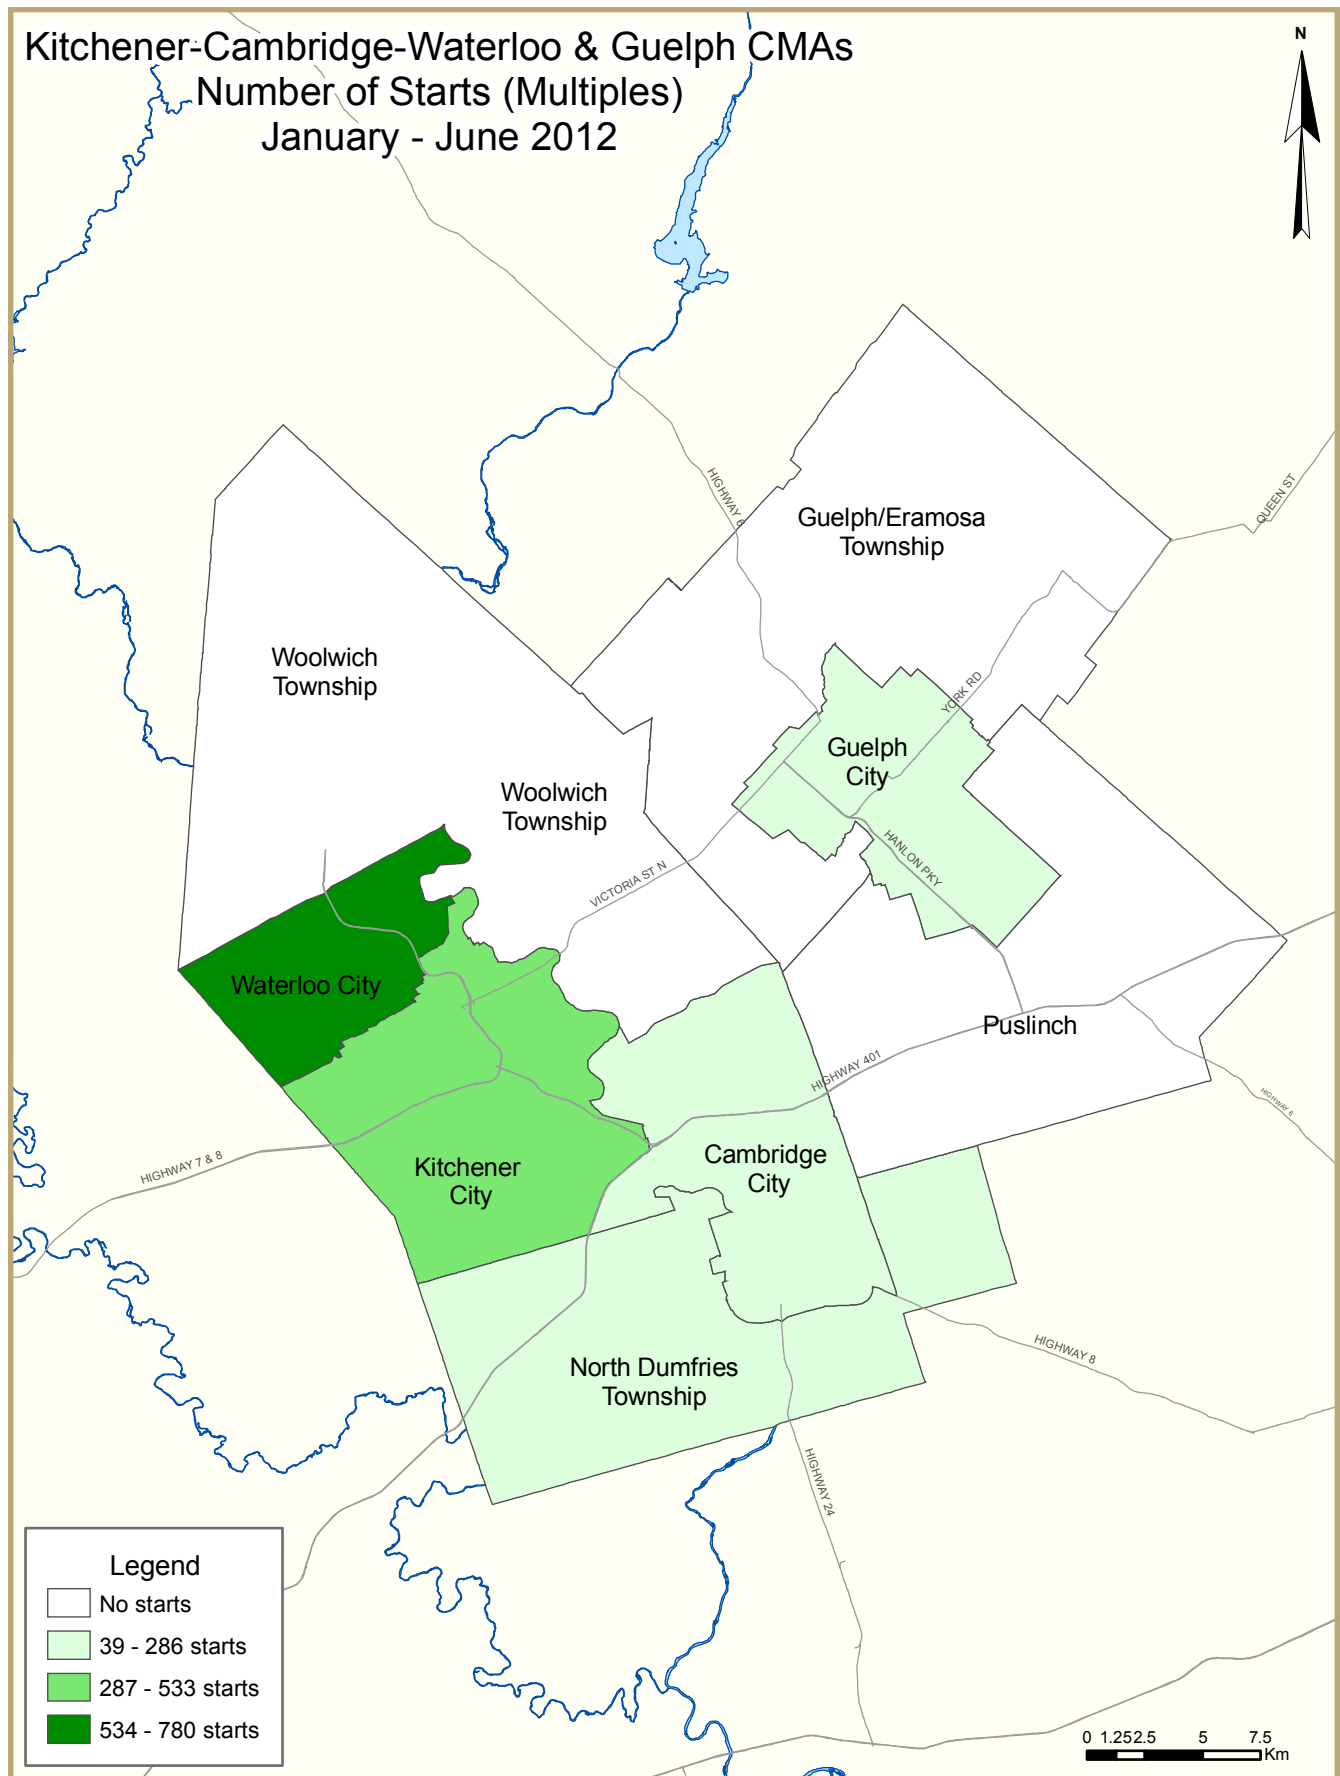 Kitchener-Cambridge-Waterloo & Guelph CMAs
Number of Starts (Multiples)
January - June 2012
N
HIGHWAY 6
QUEEN ST
Guelph/Eramosa
Township
Woolwich
Township
YORK RD
Guelph
City
Woolwich
Township
HANLON PKY
VICTORIA ST N
Waterloo City
Puslinch
HIGHWAY 401
HIGHWAY 6
HIGHWAY 7 & 8
Kitchener
City
Cambridge
City
HIGHWAY 8
North Dumfries
Township
HIGHWAY 24
Legend
No starts
39 - 286 starts
287 - 533 starts
534 - 780 starts
0 1.25 2.5 5 7.5
Km